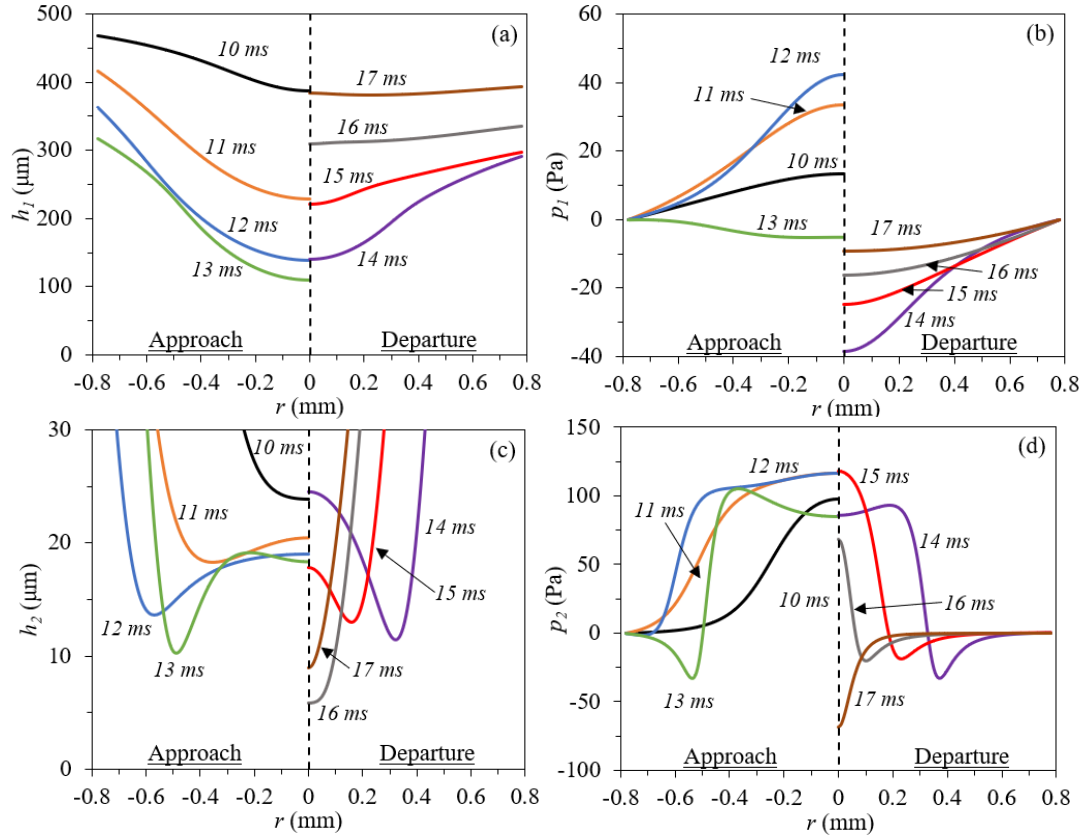 (a)
500
400
300
200
100
0
h1 (μm)
10 ms
11 ms
12 ms
13 ms
17 ms
16 ms
15 ms
14 ms
Approach
Departure
-0.8 -0.6 -0.4 -0.2 0 0.2 0.4 0.6 0.8
r (mm)
(b)
60
40
20
0
-20
-40
p1 (Pa)
12 ms
11 ms
10 ms
13 ms
17 ms
16 ms
15 ms
14 ms
Approach
Departure
-0.8 -0.6 -0.4 -0.2 0 0.2 0.4 0.6 0.8
r (mm)
(c)
30
20
10
0
h2 (μm)
10 ms
11 ms
12 ms
13 ms
14 ms
15 ms
17 ms
16 ms
Approach
Departure
-0.8 -0.6 -0.4 -0.2 0 0.2 0.4 0.6 0.8
r (mm)
(d)
150
100
50
0
-50
-100
p2 (Pa)
12 ms
11 ms
10 ms
13 ms
15 ms
14 ms
16 ms
17 ms
Approach
Departure
-0.8 -0.6 -0.4 -0.2 0 0.2 0.4 0.6 0.8
r (mm)